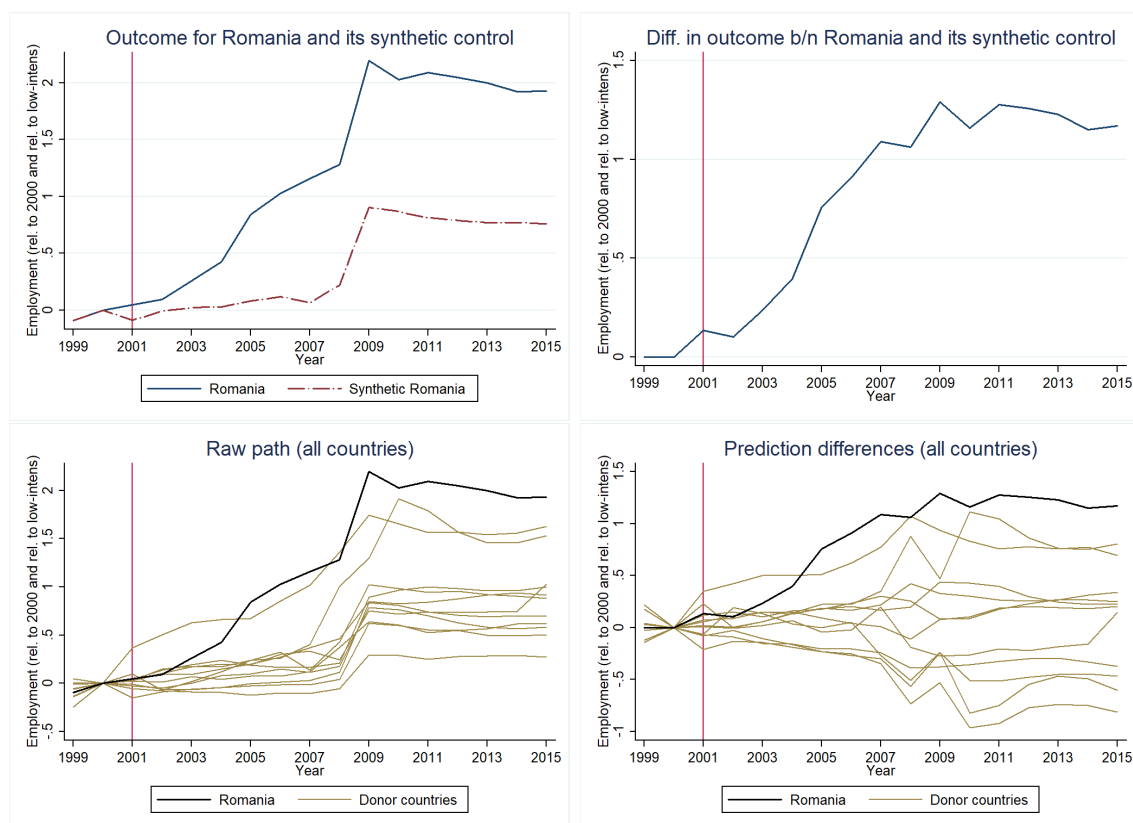 Outcome for Romania and its synthetic control
Employment (rel. to 2000 and rel. to low-intens)
2
1.5
1
.5
0
1999 2001 2003 2005 2007 2009 2011 2013 2015
Year
Romania Synthetic Romania
Diff. in outcome b/n Romania and its synthetic control
Employment (rel. to 2000 and rel. to low-intens)
1.5
1
.5
0
1999 2001 2003 2005 2007 2009 2011 2013 2015
Year
Raw path (all countries)
Employment (rel. to 2000 and rel. to low-intens)
2
1.5
1
.5
0
-.5
1999 2001 2003 2005 2007 2009 2011 2013 2015
Year
Romania Donor countries
Prediction differences (all countries)
Employment (rel. to 2000 and rel. to low-intens)
1.5
1
.5
0
-.5
-1
1999 2001 2003 2005 2007 2009 2011 2013 2015
Year
Romania Donor countries